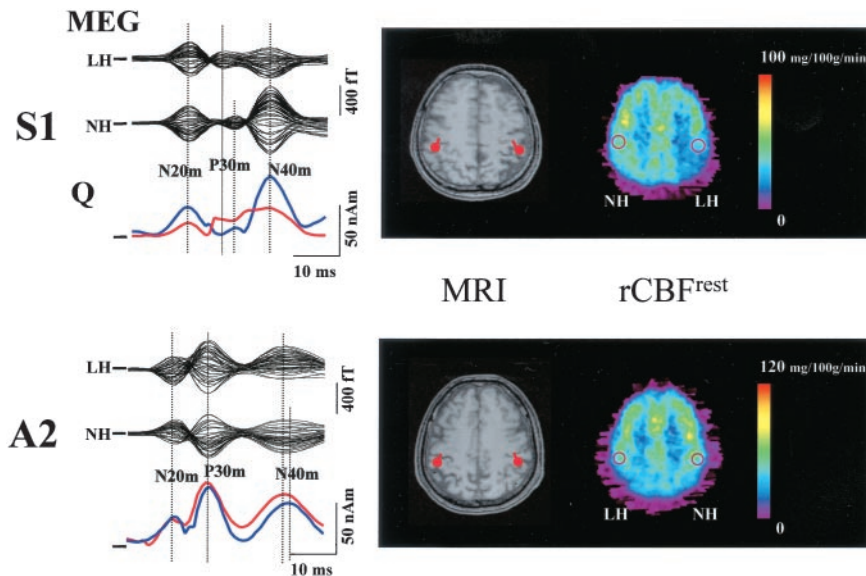 MEG
LH
400 fT
NH
S1
N20m P30m N40m
Q
50 nAm
10 ms
100 mg/100g/min
NH LH
0
MRI rCBFrest
LH
400 fT
A2
NH
N20m P30m N40m
50 nAm
10 ms
120 mg/100g/min
LH NH
0